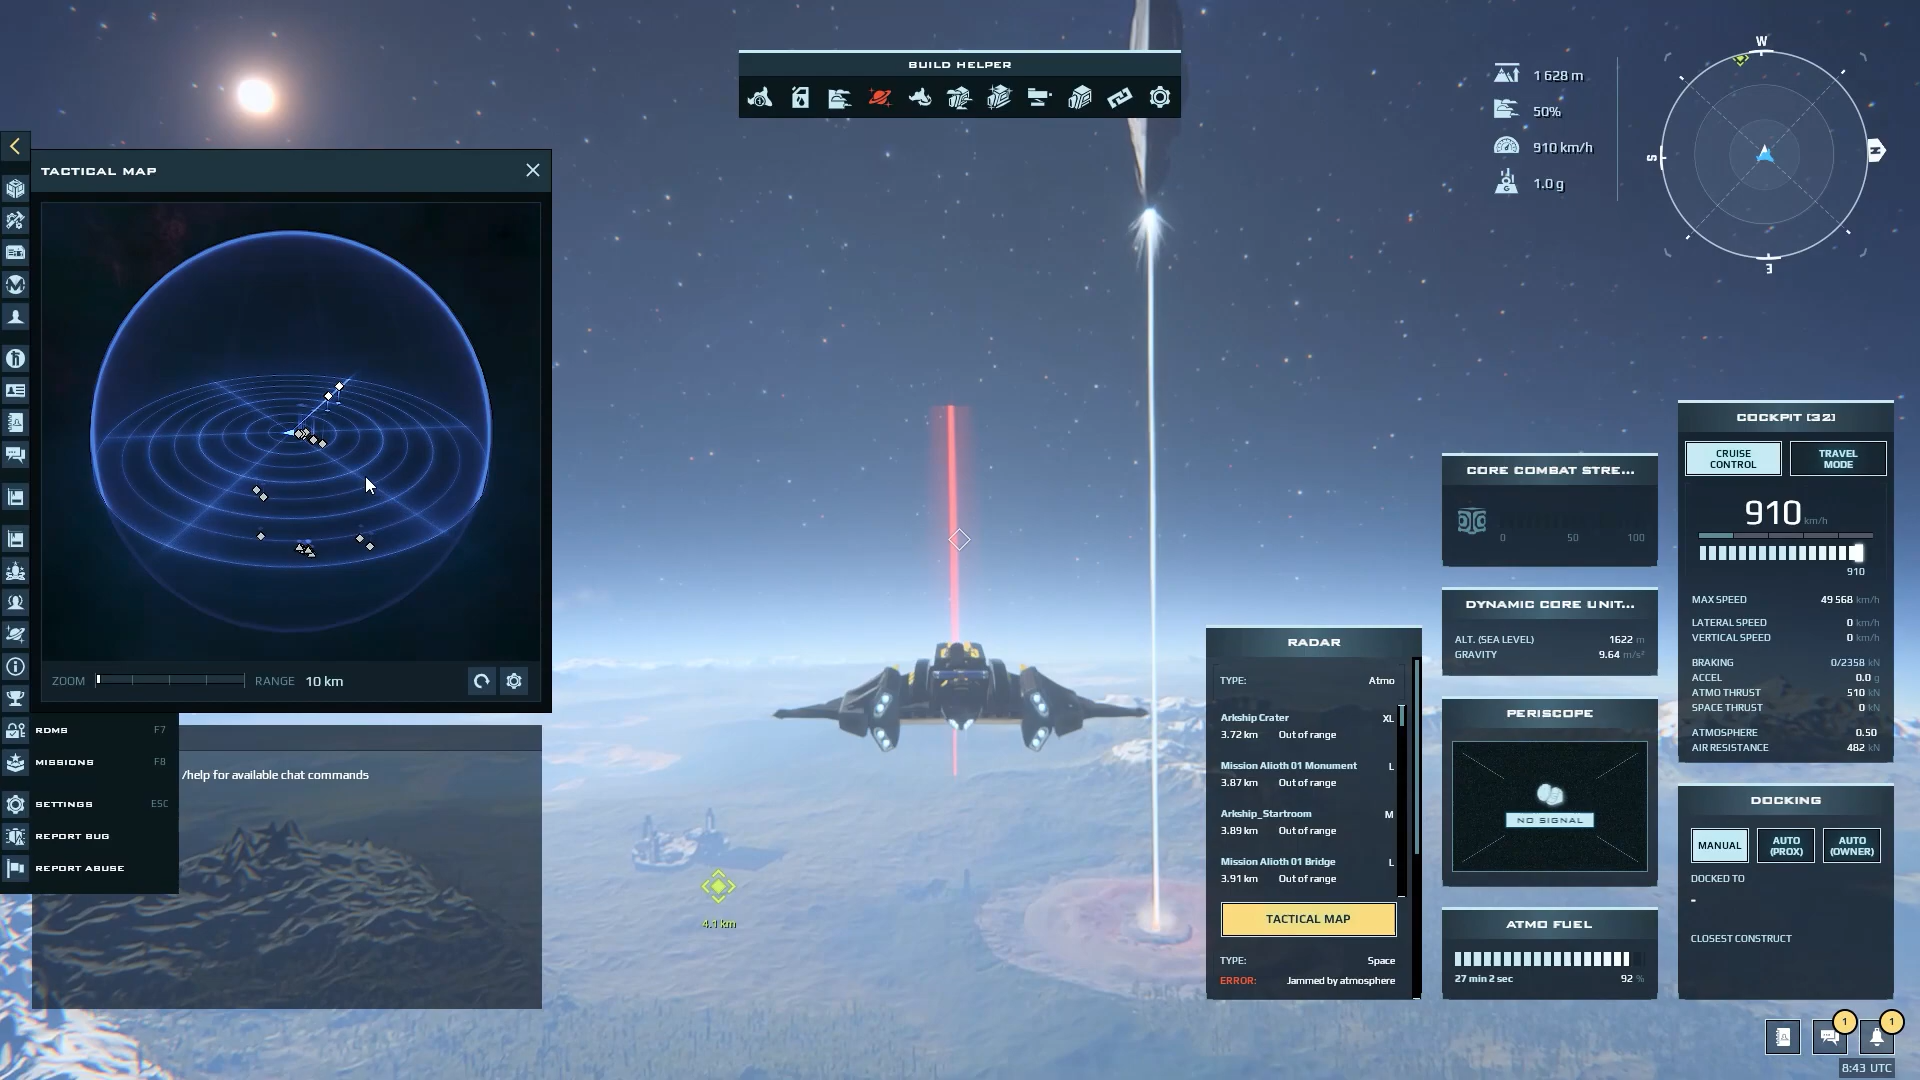 BUILD HELPER
W
N
S
E
1 628 m
50%
910 km/h
1.0 g
TACTICAL MAP
ZOOM
RANGE 10 km
RDMS F7
MISSIONS F8
SETTINGS ESC
REPORT BUG
REPORT ABUSE
/help for available chat commands
4.1 km
RADAR
TYPE: Atmo
Arkship Crater XL
3.72 km Out of range
Mission Alioth 01 Monument L
3.87 km Out of range
Arkship_Startroom M
3.89 km Out of range
Mission Alioth 01 Bridge L
3.91 km Out of range
TACTICAL MAP
TYPE: Space
ERROR: Jammed by atmosphere
CORE COMBAT STRE...
0 50 100
DYNAMIC CORE UNIT...
ALT. (SEA LEVEL) 1622 m
GRAVITY 9.64 m/s²
PERISCOPE
NO SIGNAL
ATMO FUEL
27 min 2 sec 92 %
COCKPIT [32]
CRUISE CONTROL
TRAVEL MODE
910 km/h
910
MAX SPEED 49 568 km/h
LATERAL SPEED 0 km/h
VERTICAL SPEED 0 km/h
BRAKING 0/2358 kN
ACCEL 0.0 g
ATMO THRUST 510 kN
SPACE THRUST 0 kN
ATMOSPHERE 0.50
AIR RESISTANCE 482 kN
DOCKING
MANUAL
AUTO (PROX)
AUTO (OWNER)
DOCKED TO
-
CLOSEST CONSTRUCT
1
1
8:43 UTC